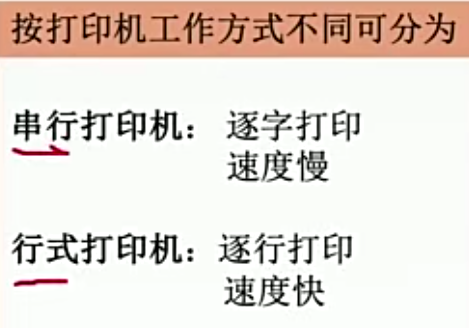 按打印机工作方式不同可分为
串行打印机： 逐字打印
速度慢
行式打印机：逐行打印
速度快